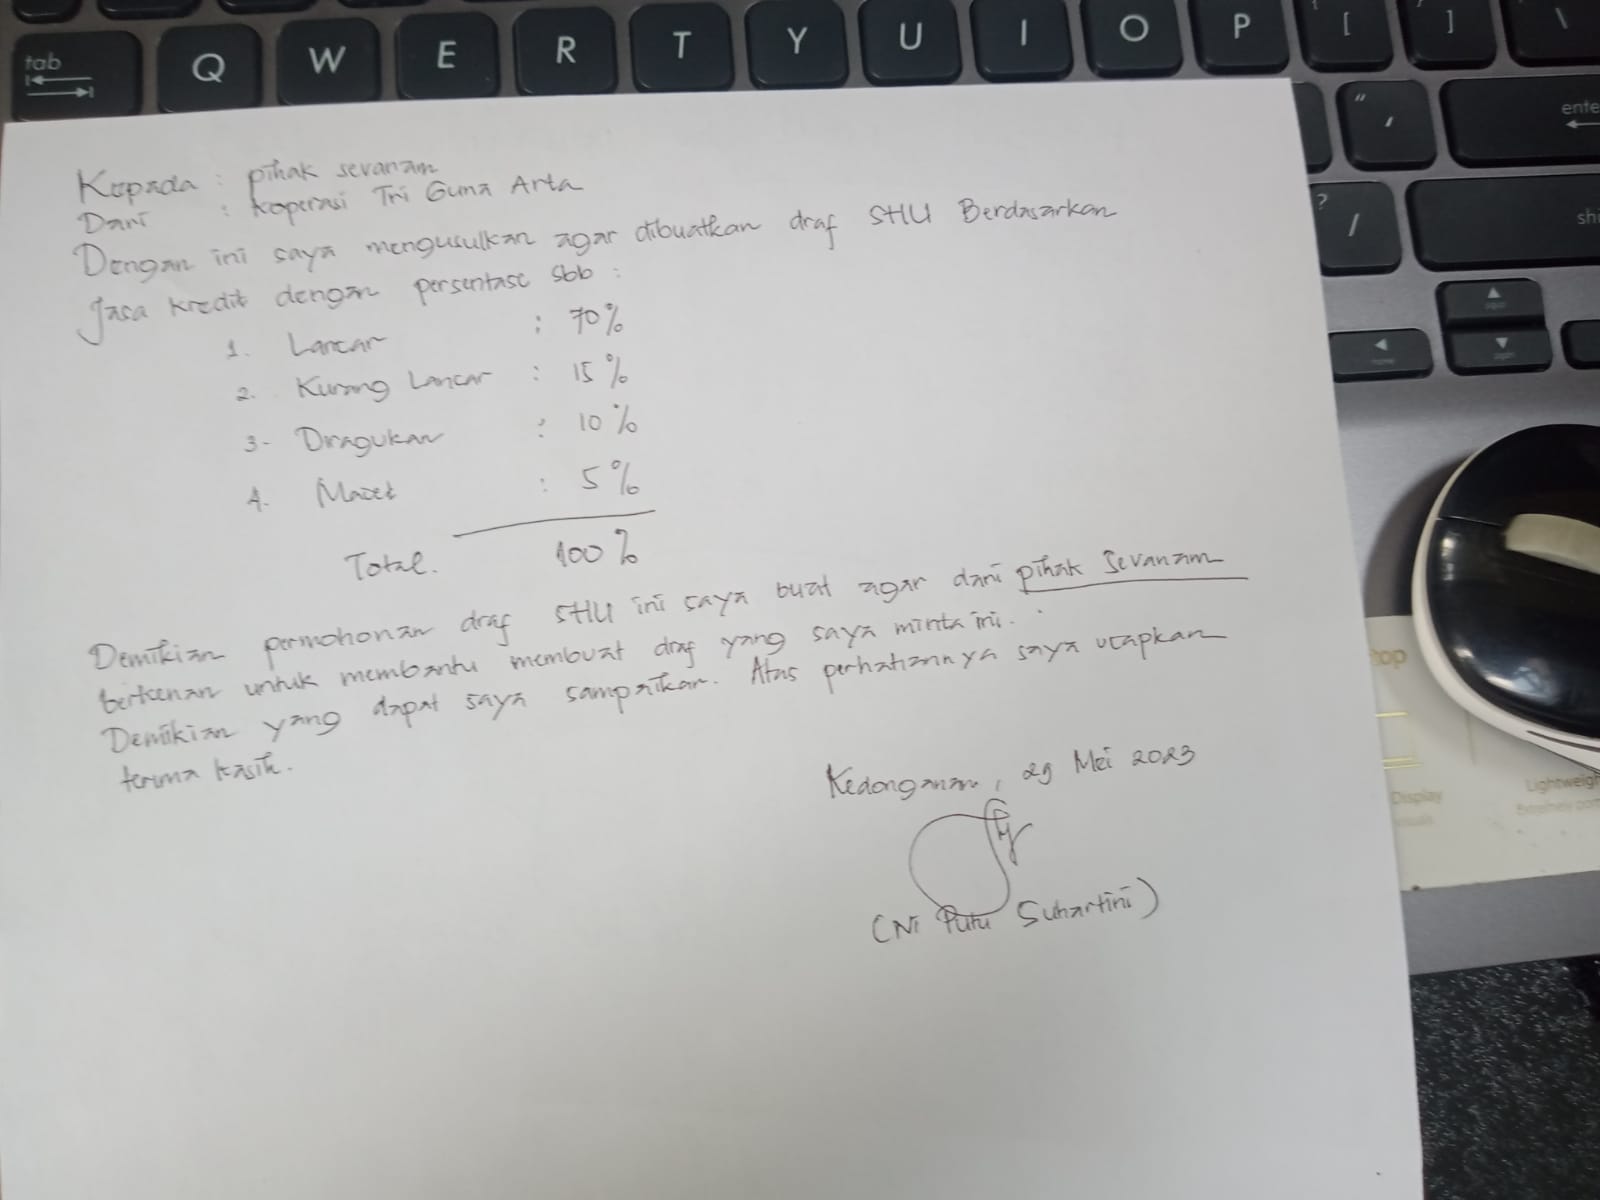 tab
Q W E R T Y U I O P [ ]
" '
enter
? /
Kepada : pihak sevanam
Dari : Koperasi Tri Guna Arta
Dengan ini saya mengusulkan agar dibuatkan draf SHU Berdasarkan
Jasa kredit dengan persentase sbb :
1. Lancar : 70%
2. Kurang Lancar : 15%
3- Diragukan : 10%
4. Macet : 5%
Total. 100%
Demikian permohonan draf SHU ini saya buat agar dari pihak Sevanam
berkenan untuk membantu membuat draf yang saya minta ini.
Demikian yang dapat saya sampaikan. Atas perhatiannya saya ucapkan
terima kasih.
Kedonganan, 29 Mei 2023
(Ni Putu Suhartini)
Display
Lightweigh